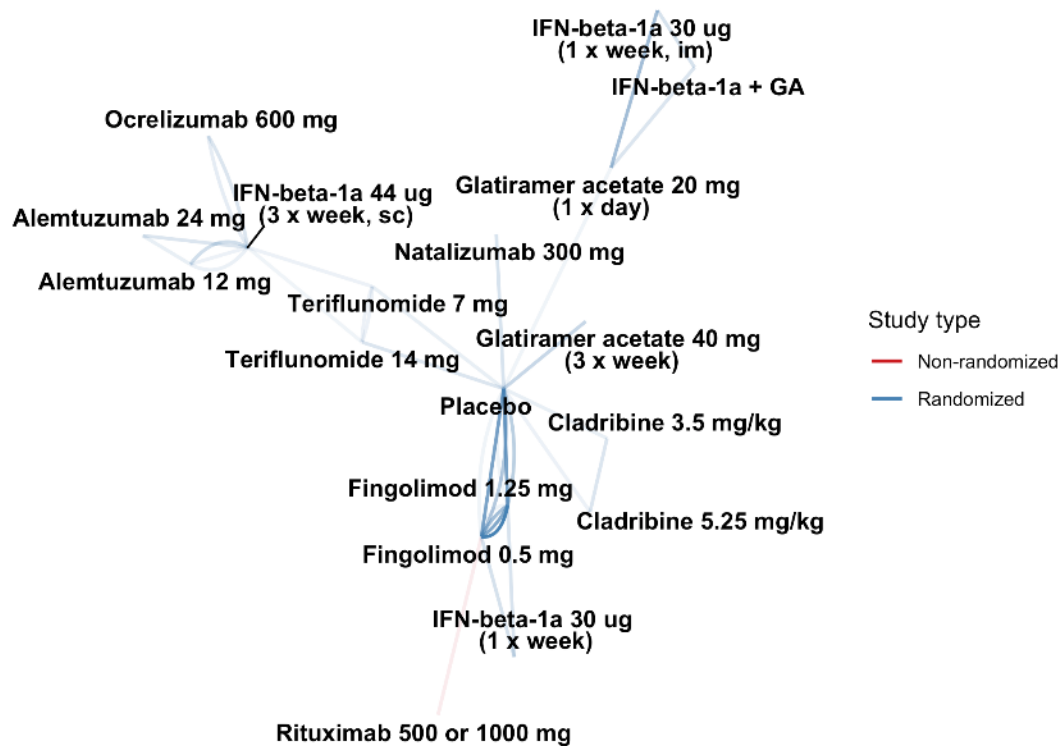 IFN-beta-1a 30 ug
(1 x week, im)
IFN-beta-1a + GA
Ocrelizumab 600 mg
IFN-beta-1a 44 ug
(3 x week, sc)
Glatiramer acetate 20 mg
(1 x day)
Alemtuzumab 24 mg
Natalizumab 300 mg
Alemtuzumab 12 mg
Teriflunomide 7 mg
Study type
Glatiramer acetate 40 mg
(3 x week)
Teriflunomide 14 mg
Non-randomized
Randomized
Placebo
Cladribine 3.5 mg/kg
Fingolimod 1.25 mg
Cladribine 5.25 mg/kg
Fingolimod 0.5 mg
IFN-beta-1a 30 ug
(1 x week)
Rituximab 500 or 1000 mg